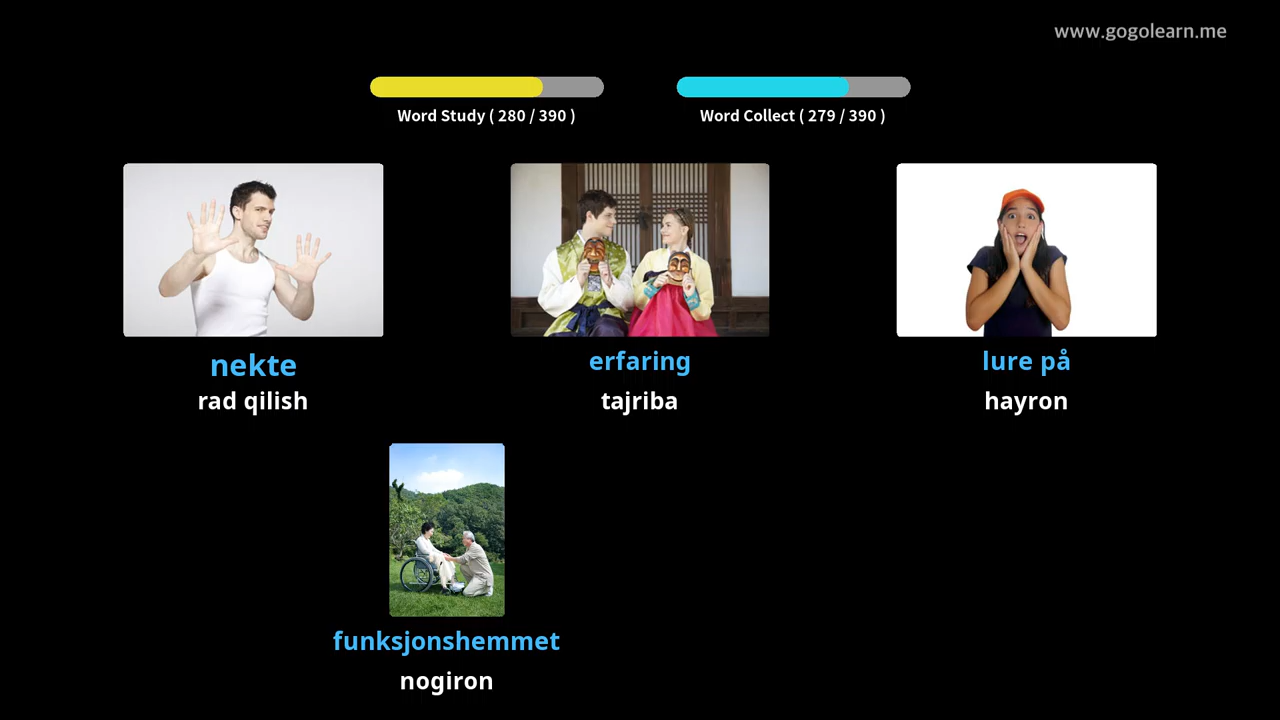 www.gogolearn.me
Word Study ( 280 / 390 )
Word Collect ( 279 / 390 )
nekte
rad qilish
erfaring
tajriba
lure på
hayron
funksjonshemmet
nogiron